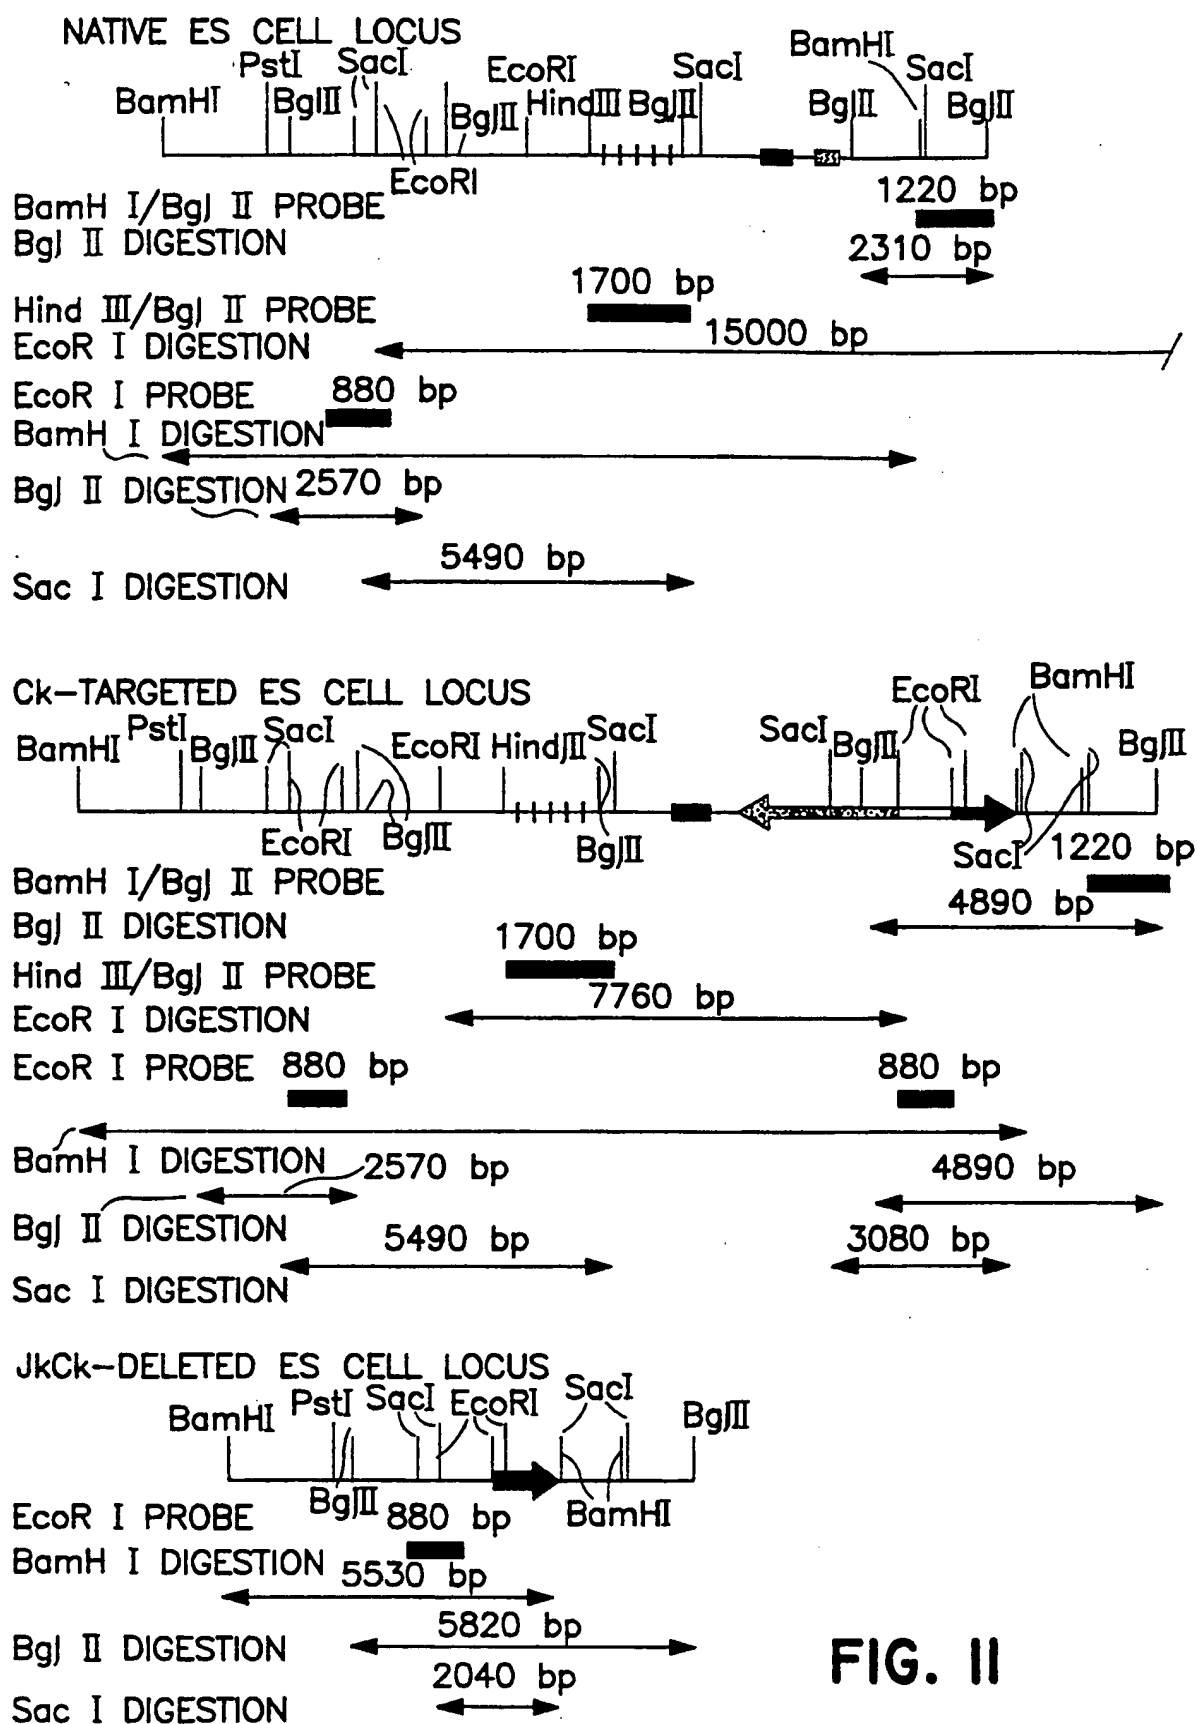 NATIVE ES CELL LOCUS
BamHI PstI BglII SacI EcoRI BglII EcoRI HindIII BglII SacI BglII BamHI SacI BglII
BamH I/Bgl II PROBE 1220 bp
Bgl II DIGESTION 2310 bp
Hind III/Bgl II PROBE 1700 bp
EcoR I DIGESTION 15000 bp
EcoR I PROBE 880 bp
BamH I DIGESTION
Bgl II DIGESTION 2570 bp
5490 bp
Sac I DIGESTION
Ck-TARGETED ES CELL LOCUS
BamHI PstI BglII SacI EcoRI BglII EcoRI HindIII BglII SacI SacI BglII EcoRI BamHI SacI BglII
BamH I/Bgl II PROBE 1220 bp
Bgl II DIGESTION 4890 bp
Hind III/Bgl II PROBE 1700 bp
EcoR I DIGESTION 7760 bp
EcoR I PROBE 880 bp 880 bp
BamH I DIGESTION 2570 bp 4890 bp
Bgl II DIGESTION
5490 bp 3080 bp
Sac I DIGESTION
JkCk-DELETED ES CELL LOCUS
BamHI PstI BglII SacI EcoRI SacI BamHI BglII
EcoR I PROBE 880 bp
BamH I DIGESTION 5530 bp
Bgl II DIGESTION 5820 bp
Sac I DIGESTION 2040 bp
FIG. 11